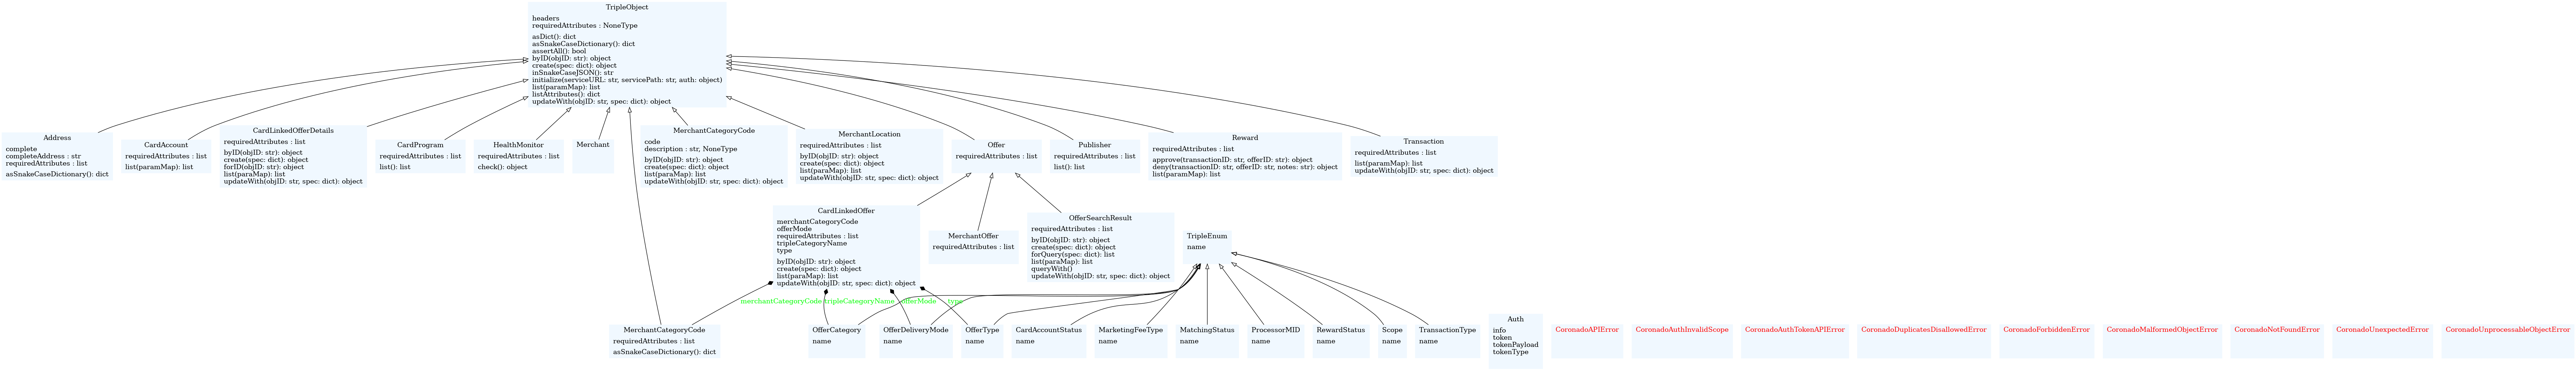 TripleObject
headers
requiredAttributes : NoneType
asDict(): dict
asSnakeCaseDictionary(): dict
assertAll(): bool
byID(objID: str): object
create(spec: dict): object
inSnakeCaseJSON(): str
initialize(serviceURL: str, servicePath: str, auth: object)
list(paramMap): list
listAttributes(): dict
updateWith(objID: str, spec: dict): object
Address
complete
completeAddress : str
requiredAttributes : list
asSnakeCaseDictionary(): dict
CardAccount
requiredAttributes : list
list(paramMap): list
CardLinkedOfferDetails
requiredAttributes : list
byID(objID: str): object
create(spec: dict): object
forID(objID: str): object
list(paraMap): list
updateWith(objID: str, spec: dict): object
CardProgram
requiredAttributes : list
list(): list
HealthMonitor
requiredAttributes : list
check(): object
Merchant
MerchantCategoryCode
code
description : str, NoneType
byID(objID: str): object
create(spec: dict): object
list(paraMap): list
updateWith(objID: str, spec: dict): object
MerchantLocation
requiredAttributes : list
byID(objID: str): object
create(spec: dict): object
list(paraMap): list
updateWith(objID: str, spec: dict): object
Offer
requiredAttributes : list
Publisher
requiredAttributes : list
list(): list
Reward
requiredAttributes : list
approve(transactionID: str, offerID: str): object
deny(transactionID: str, offerID: str, notes: str): object
list(paramMap): list
Transaction
requiredAttributes : list
list(paramMap): list
updateWith(objID: str, spec: dict): object
CardLinkedOffer
merchantCategoryCode
offerMode
requiredAttributes : list
tripleCategoryName
type
byID(objID: str): object
create(spec: dict): object
list(paraMap): list
updateWith(objID: str, spec: dict): object
MerchantOffer
requiredAttributes : list
OfferSearchResult
requiredAttributes : list
byID(objID: str): object
create(spec: dict): object
forQuery(spec: dict): list
list(paraMap): list
queryWith()
updateWith(objID: str, spec: dict): object
TripleEnum
name
merchantCategoryCode
tripleCategoryName
offerMode
type
MerchantCategoryCode
requiredAttributes : list
asSnakeCaseDictionary(): dict
OfferCategory
name
OfferDeliveryMode
name
OfferType
name
CardAccountStatus
name
MarketingFeeType
name
MatchingStatus
name
ProcessorMID
name
RewardStatus
name
Scope
name
TransactionType
name
Auth
info
token
tokenPayload
tokenType
CoronadoAPIError
CoronadoAuthInvalidScope
CoronadoAuthTokenAPIError
CoronadoDuplicatesDisallowedError
CoronadoForbiddenError
CoronadoMalformedObjectError
CoronadoNotFoundError
CoronadoUnexpectedError
CoronadoUnprocessableObjectError